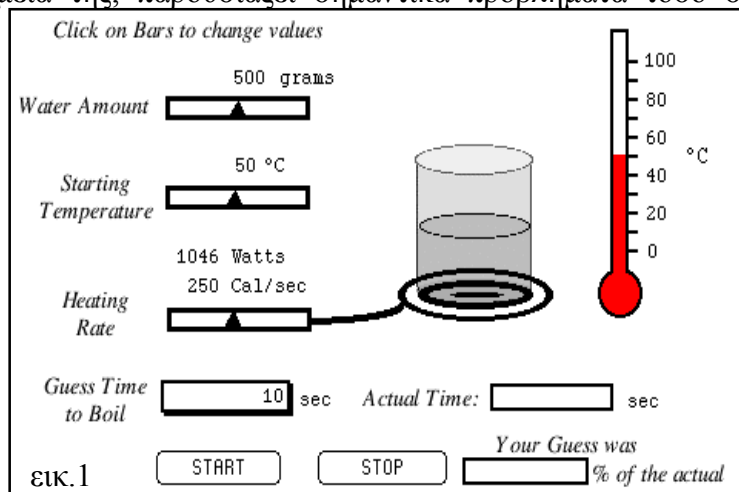 Click on Bars to change values
500 grams
Water Amount
50 °C
Starting
Temperature
1046 Watts
250 Cal/sec
Heating
Rate
100
80
60
°C
40
20
0
Guess Time
to Boil
10 sec
Actual Time:
sec
Your Guess was
% of the actual
START
STOP
εικ.1